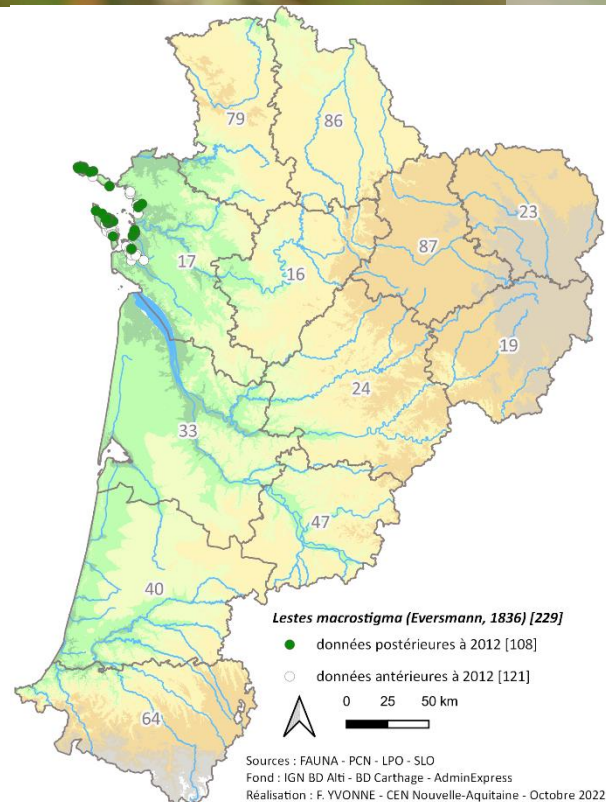 79
86
23
87
17
16
19
24
33
47
40
64
Lestes macrostigma (Eversmann, 1836) [229]
données postérieures à 2012 [108]
données antérieures à 2012 [121]
0 25 50 km
Sources : FAUNA - PCN - LPO - SLO
Fond : IGN BD Alti - BD Carthage - AdminExpress
Réalisation : F. YVONNE - CEN Nouvelle-Aquitaine - Octobre 2022